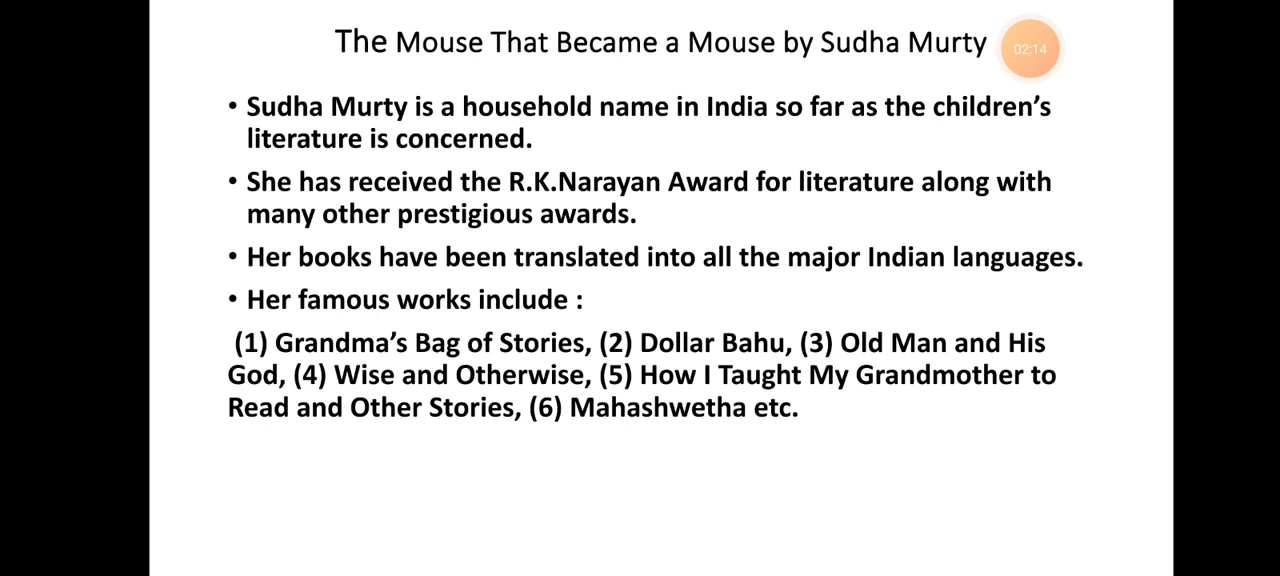 The Mouse That Became a Mouse by Sudha Murty
02:14
• Sudha Murty is a household name in India so far as the children's
literature is concerned.
• She has received the R.K.Narayan Award for literature along with
many other prestigious awards.
• Her books have been translated into all the major Indian languages.
• Her famous works include :
(1) Grandma's Bag of Stories, (2) Dollar Bahu, (3) Old Man and His
God, (4) Wise and Otherwise, (5) How I Taught My Grandmother to
Read and Other Stories, (6) Mahashwetha etc.